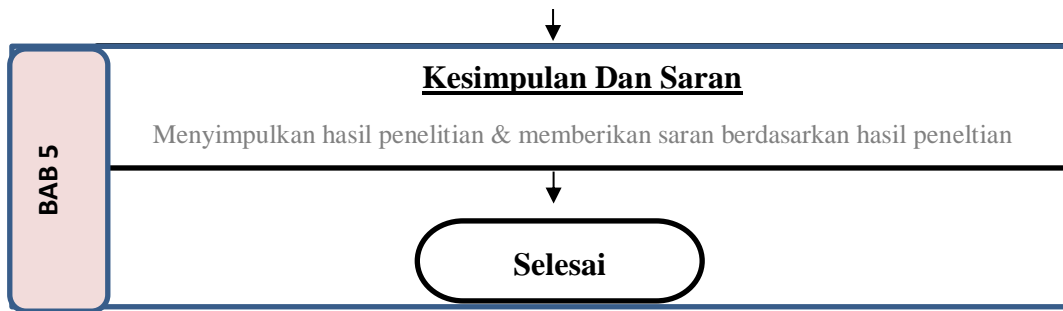 BAB 5
Kesimpulan Dan Saran
Menyimpulkan hasil penelitian & memberikan saran berdasarkan hasil peneltian
Selesai